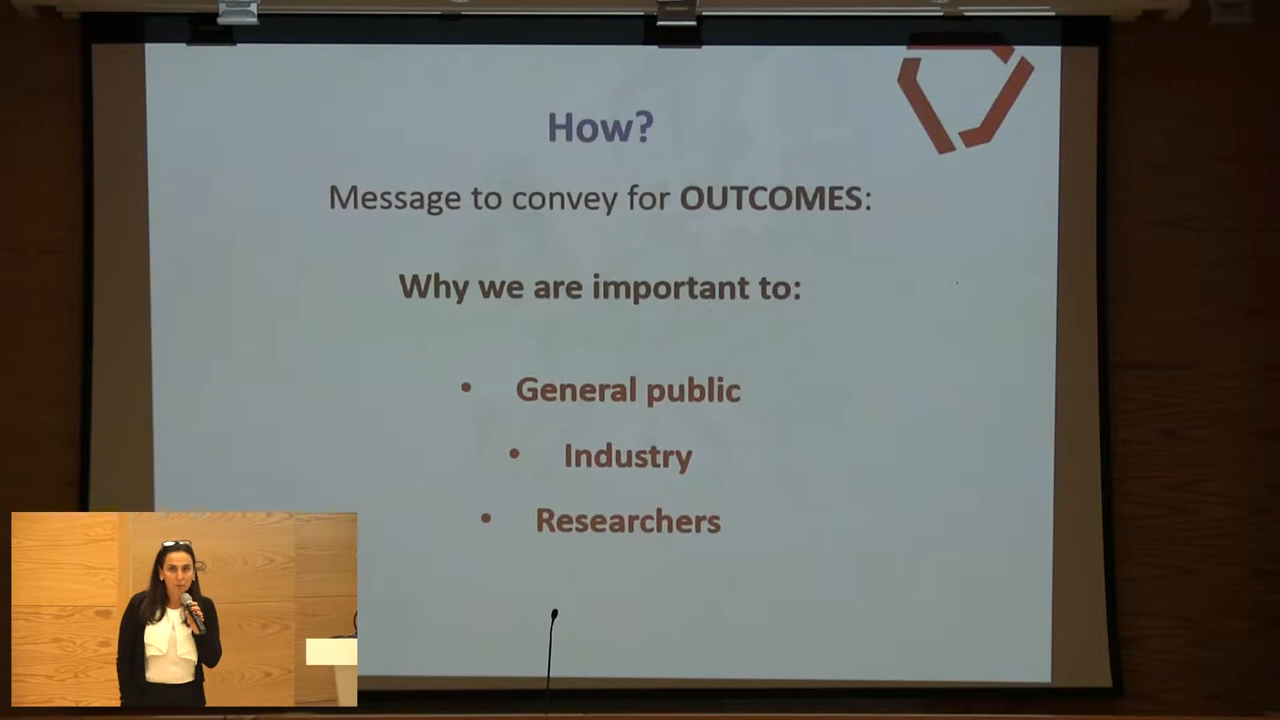 How?
Message to convey for OUTCOMES:
Why we are important to:
• General public
• Industry
• Researchers